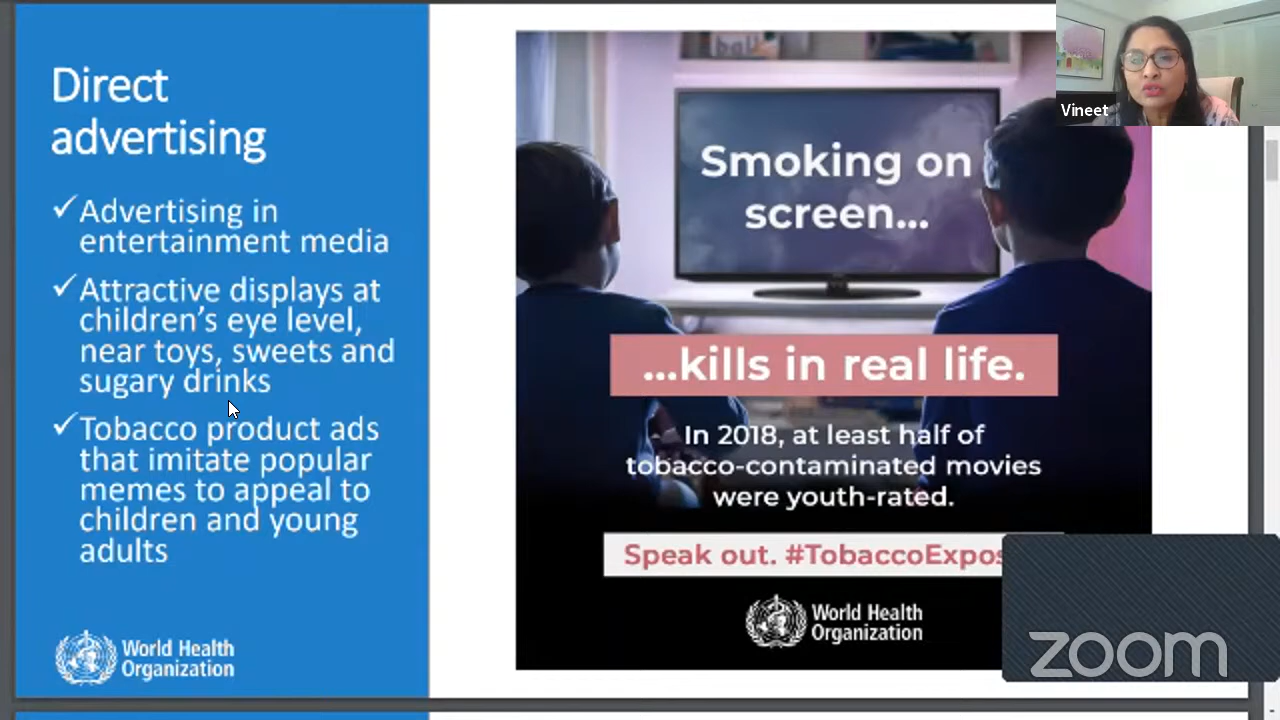 Direct
advertising
✓ Advertising in
entertainment media
✓ Attractive displays at
children's eye level,
near toys, sweets and
sugary drinks
✓ Tobacco product ads
that imitate popular
memes to appeal to
children and young
adults
World Health
Organization
ball
Smoking on
screen...
...kills in real life.
In 2018, at least half of
tobacco-contaminated movies
were youth-rated.
Speak out. #TobaccoExpos
World Health
Organization
Vineet
zoom